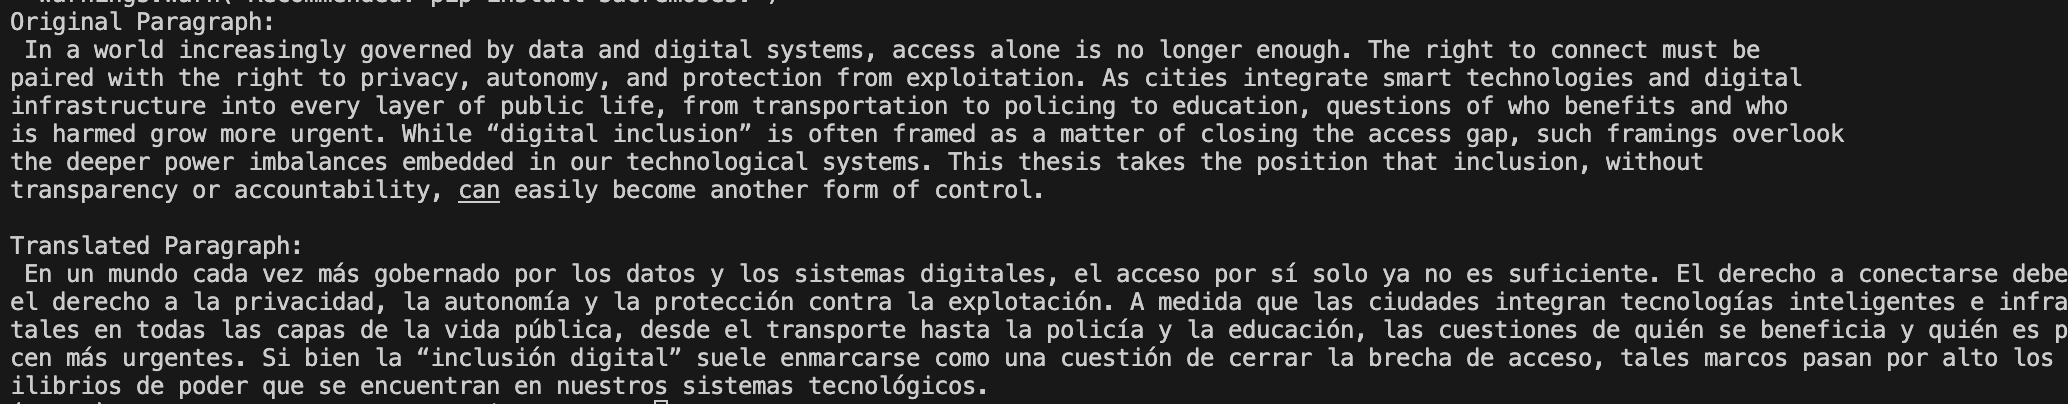 warnings.warn("Recommended: pip install sacremoses.")
Original Paragraph:
In a world increasingly governed by data and digital systems, access alone is no longer enough. The right to connect must be
paired with the right to privacy, autonomy, and protection from exploitation. As cities integrate smart technologies and digital
infrastructure into every layer of public life, from transportation to policing to education, questions of who benefits and who
is harmed grow more urgent. While “digital inclusion” is often framed as a matter of closing the access gap, such framings overlook
the deeper power imbalances embedded in our technological systems. This thesis takes the position that inclusion, without
transparency or accountability, can easily become another form of control.
Translated Paragraph:
En un mundo cada vez más gobernado por los datos y los sistemas digitales, el acceso por sí solo ya no es suficiente. El derecho a conectarse debe
el derecho a la privacidad, la autonomía y la protección contra la explotación. A medida que las ciudades integran tecnologías inteligentes e infra
tales en todas las capas de la vida pública, desde el transporte hasta la policía y la educación, las cuestiones de quién se beneficia y quién es p
cen más urgentes. Si bien la “inclusión digital” suele enmarcarse como una cuestión de cerrar la brecha de acceso, tales marcos pasan por alto los
ilibrios de poder que se encuentran en nuestros sistemas tecnológicos.